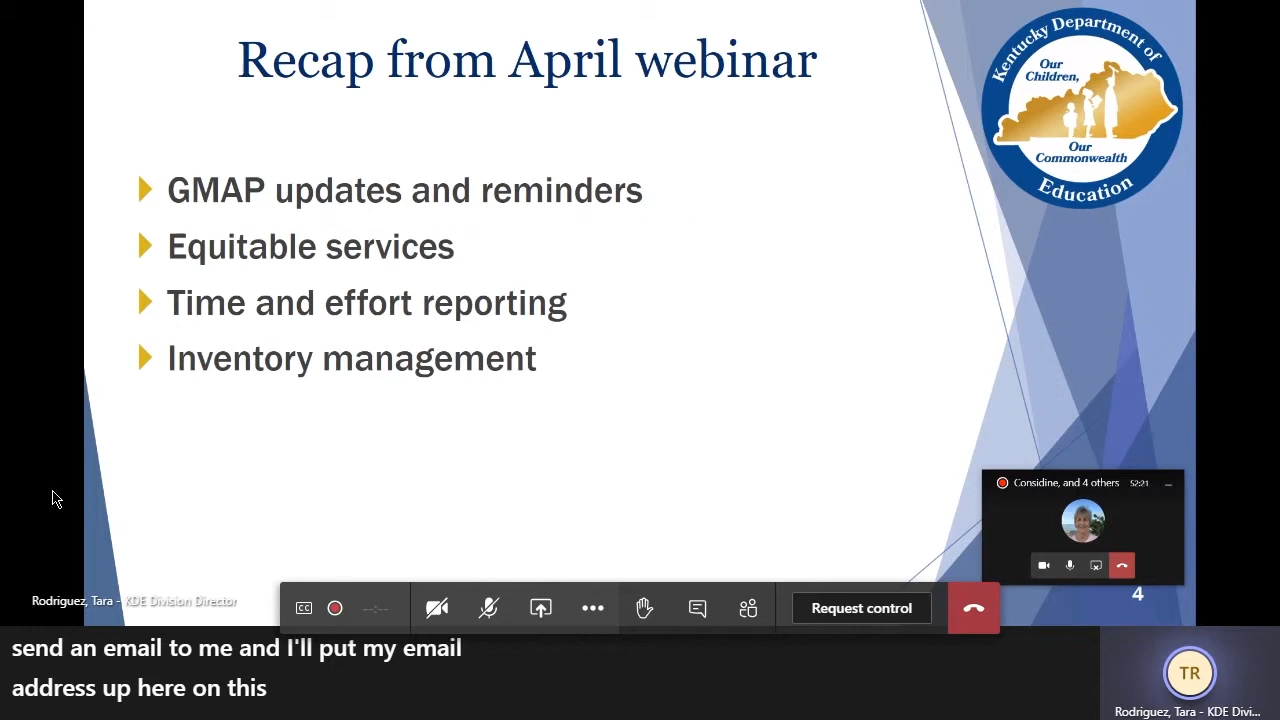 Recap from April webinar
Kentucky Department of
Our
Children,
Our
Commonwealth
Education
GMAP updates and reminders
Equitable services
Time and effort reporting
Inventory management
Considine, and 4 others 52:21
4
Rodriguez, Tara - KDE Division Director
CC
--:--
Request control
send an email to me and I'll put my email
address up here on this
TR
Rodriguez, Tara - KDE Divi...